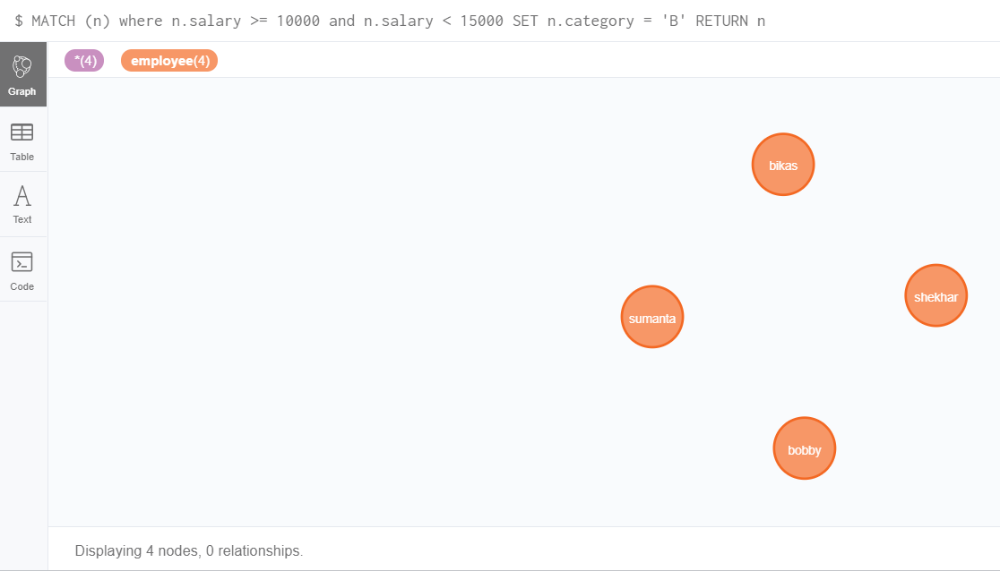 $ MATCH (n) where n.salary >= 10000 and n.salary < 15000 SET n.category = 'B' RETURN n
*(4) employee(4)
Graph
Table
Text
Code
bikas
shekhar
sumanta
bobby
Displaying 4 nodes, 0 relationships.